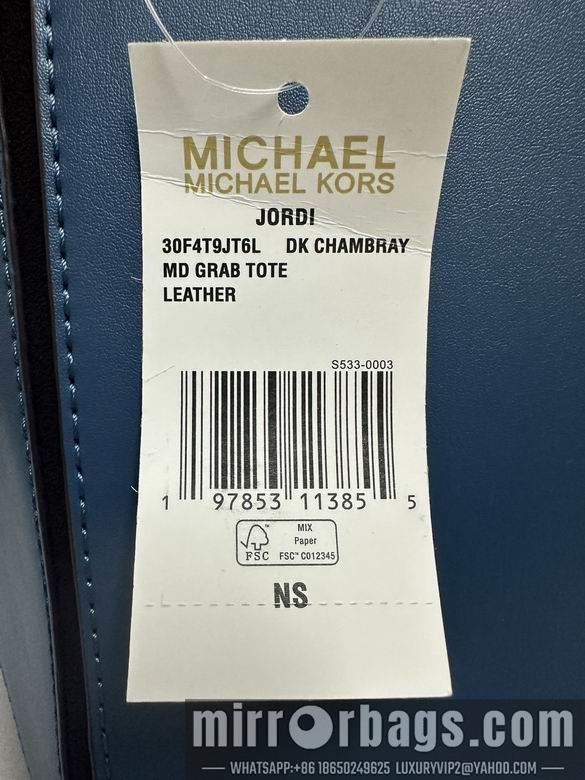 MICHAEL
MICHAEL KORS
JORDI
30F4T9JT6L DK CHAMBRAY
MD GRAB TOTE
LEATHER
S533-0003
1 97853 11385 5
FSC™
MIX
Paper
FSC™ C012345
NS
mirrorbags.com
WHATSAPP:+86 18650249625 LUXURYVIP2@YAHOO.COM